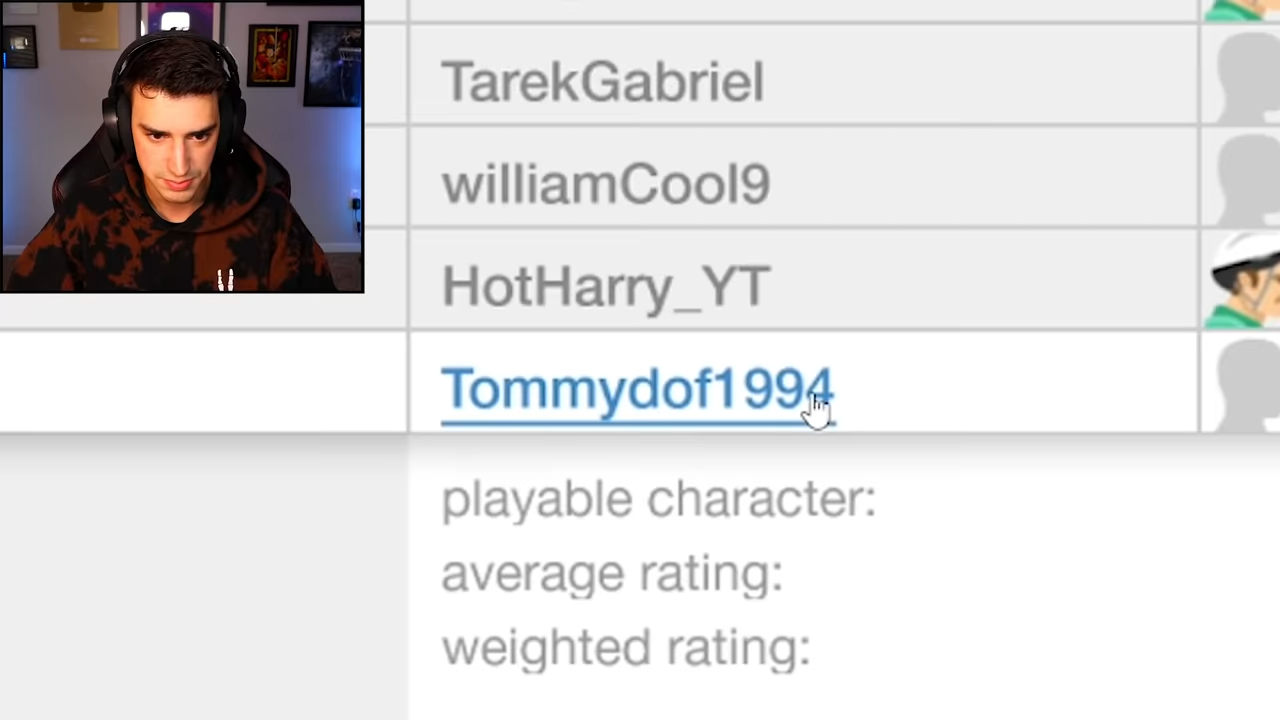 TarekGabriel
williamCool9
HotHarry_YT
Tommydof1994
playable character:
average rating:
weighted rating: